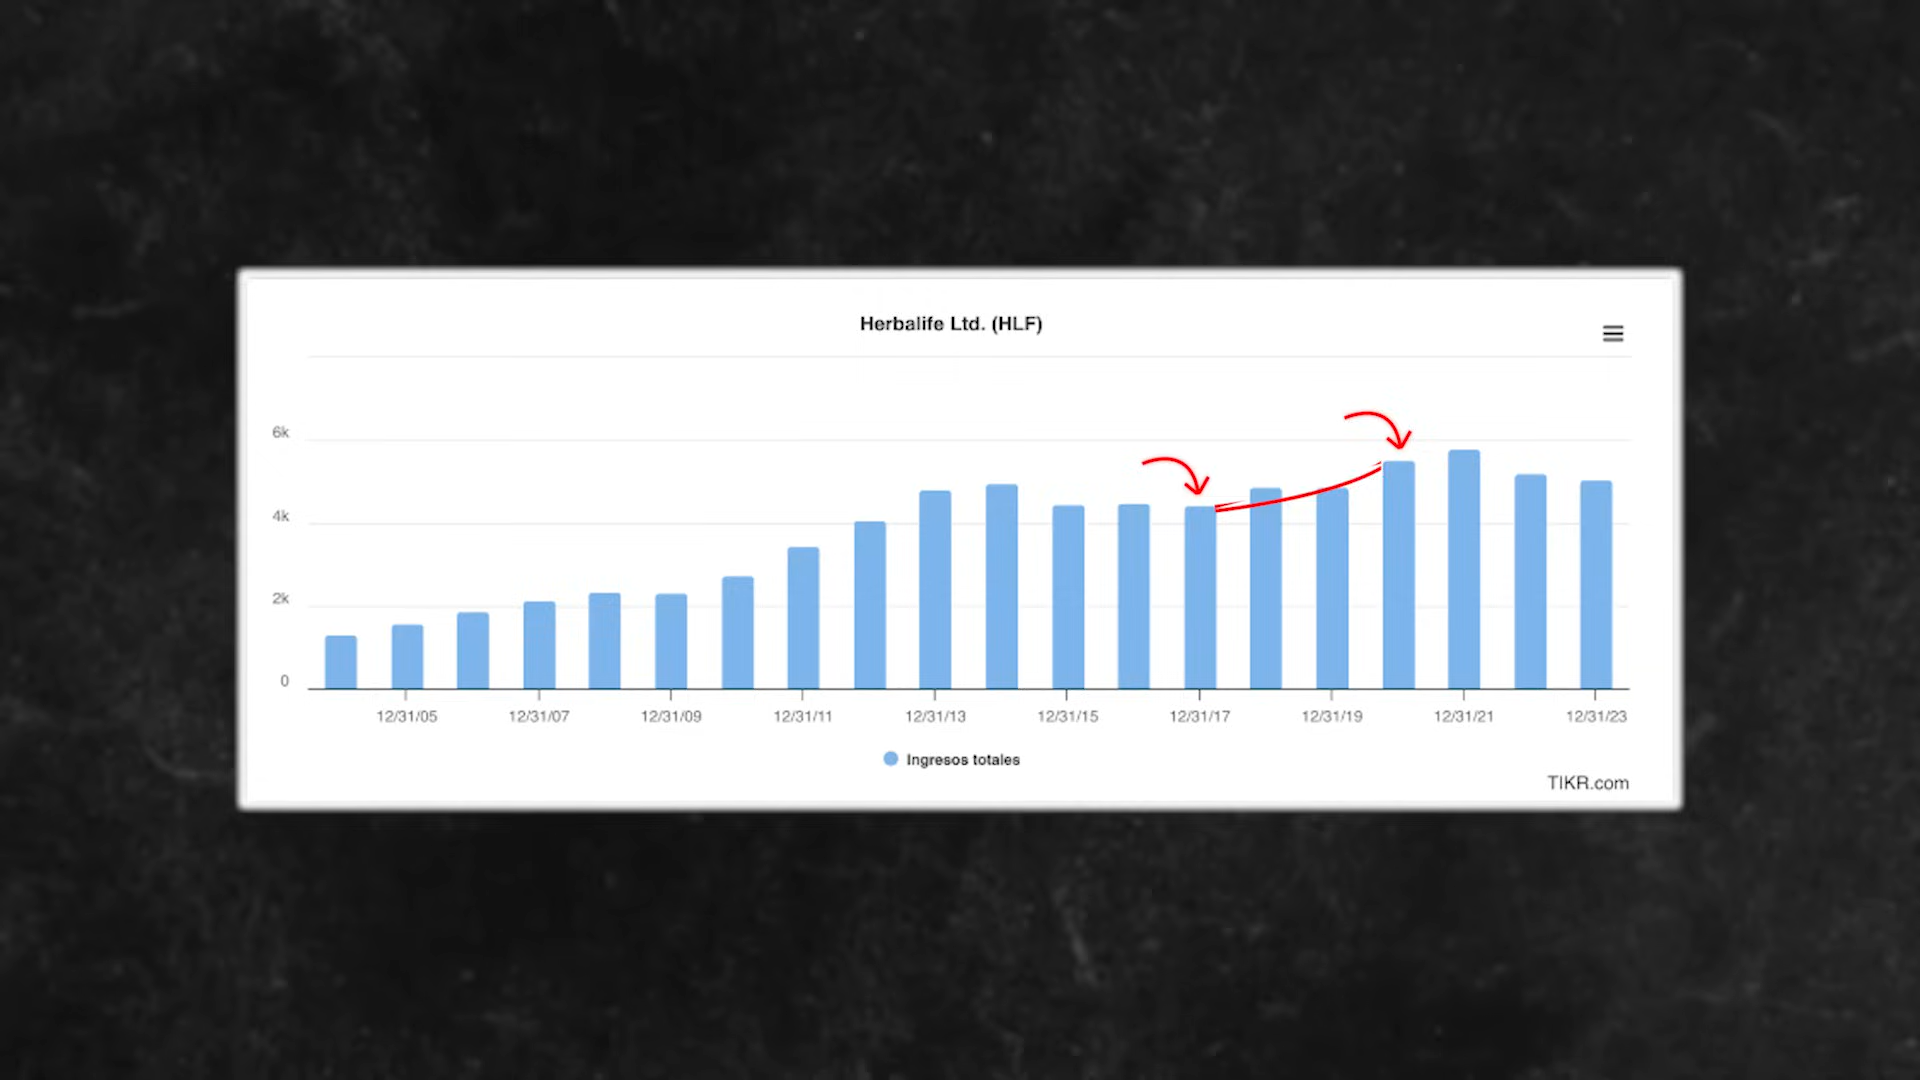 Herbalife Ltd. (HLF)
6k
4k
2k
0
12/31/05 12/31/07 12/31/09 12/31/11 12/31/13 12/31/15 12/31/17 12/31/19 12/31/21 12/31/23
Ingresos totales
TIKR.com